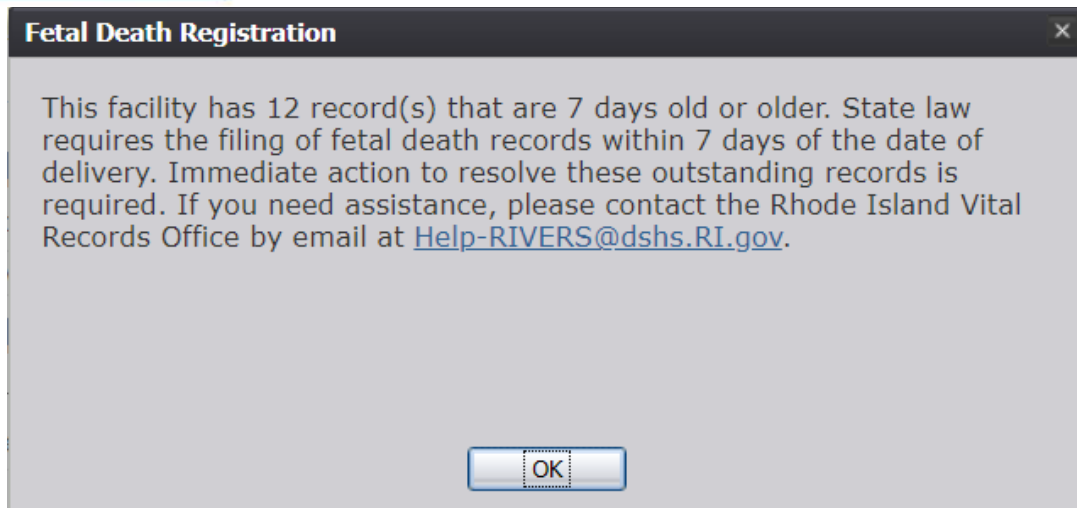 Fetal Death Registration
This facility has 12 record(s) that are 7 days old or older. State law
requires the filing of fetal death records within 7 days of the date of
delivery. Immediate action to resolve these outstanding records is
required. If you need assistance, please contact the Rhode Island Vital
Records Office by email at Help-RIVERS@dshs.RI.gov.
OK